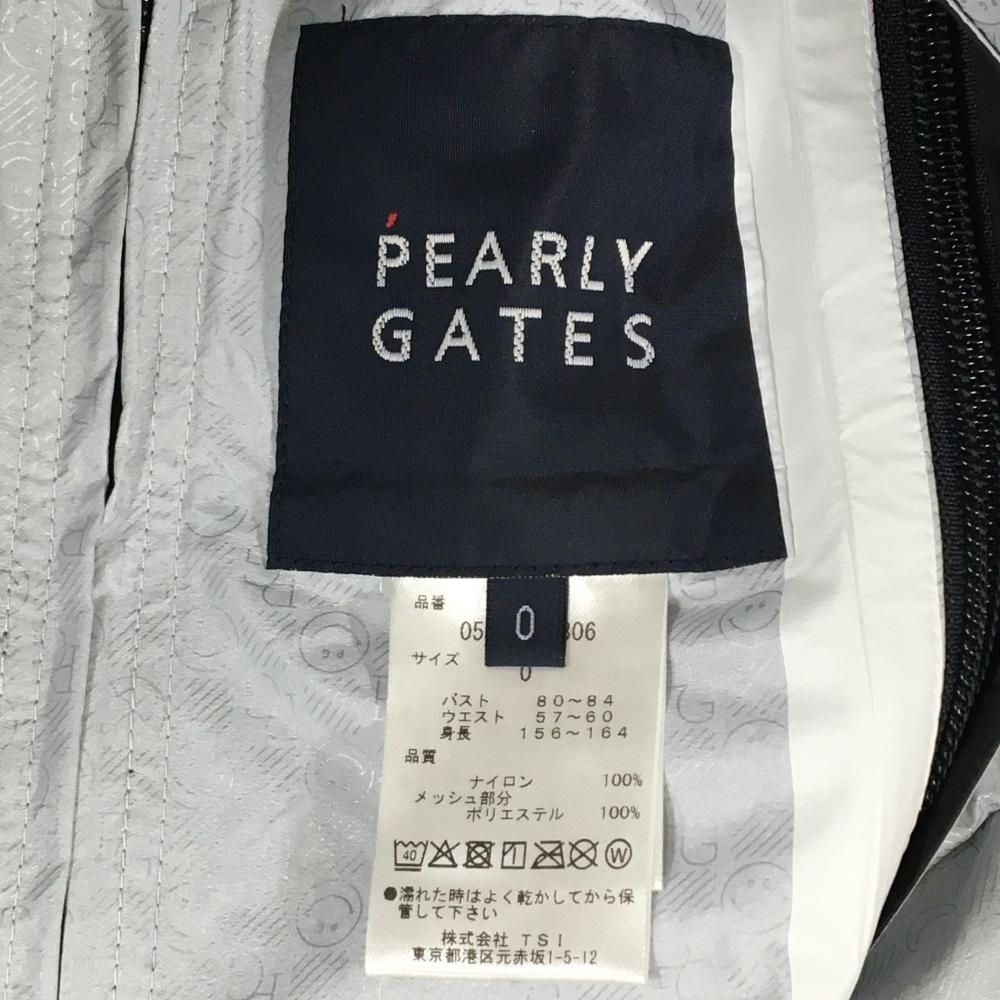 PEARLY
GATES
品番
0
05 306
サイズ
0
バスト 80～84
ウエスト 57～60
身長 156～164
品質
ナイロン 100%
メッシュ部分
ポリエステル 100%
40 W
●濡れた時はよく乾かしてから保
管して下さい
株式会社 TSI
東京都港区元赤坂1-5-12
PG